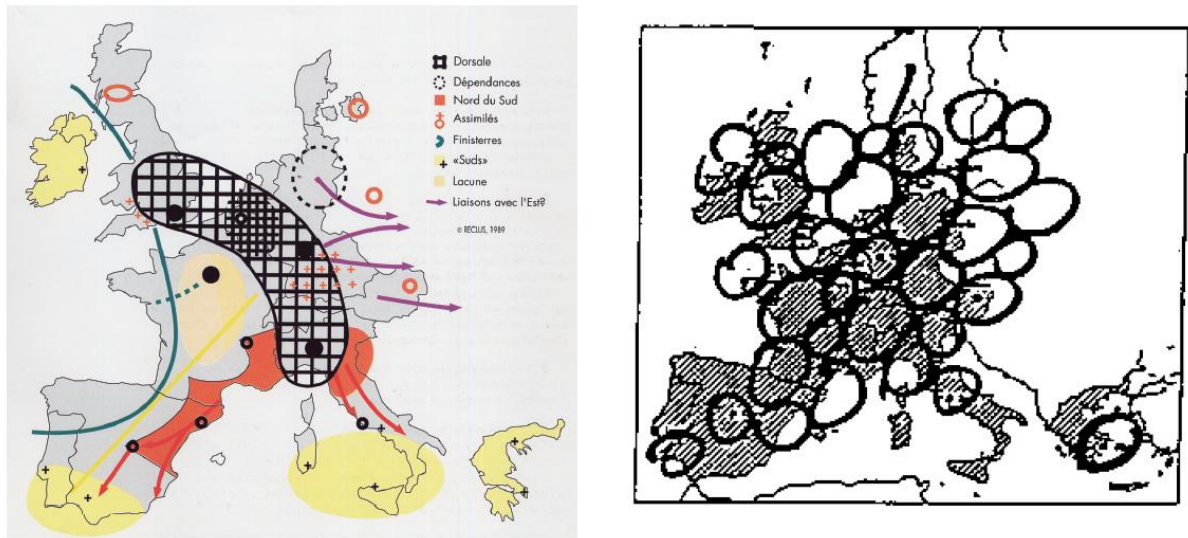 Dorsale
Dépendances
Nord du Sud
Assimilés
Finisterres
«Suds»
Lacune
Liaisons avec l'Est?
© RECLUS, 1989